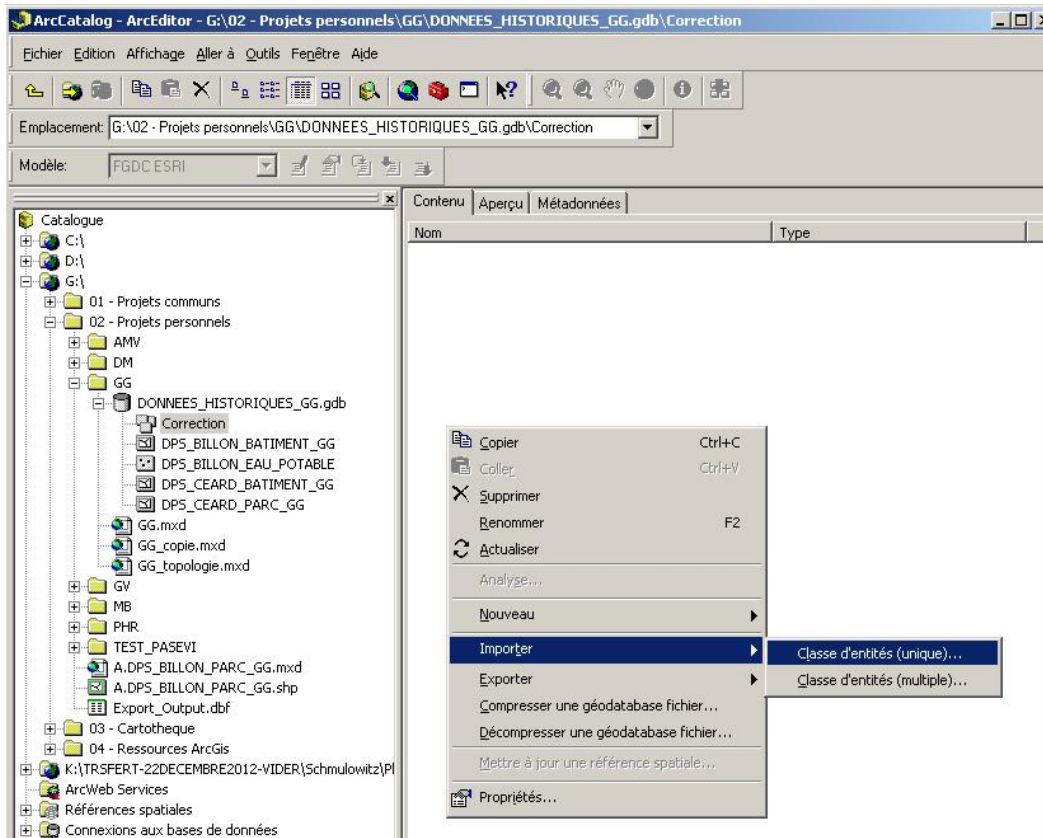 ArcCatalog - ArcEditor - G:\02 - Projets personnels\GG\DONNEES_HISTORIQUES_GG.gdb\Correction
Fichier Edition Affichage Aller à Outils Fenêtre Aide
Emplacement: G:\02 - Projets personnels\GG\DONNEES_HISTORIQUES_GG.gdb\Correction
Modèle: FGDC ESRI
Contenu Aperçu Métadonnées
Nom Type
Catalogue
C:\
D:\
G:\
01 - Projets communs
02 - Projets personnels
AMV
DM
GG
DONNEES_HISTORIQUES_GG.gdb
Correction
DPS_BILLON_BATIMENT_GG
DPS_BILLON_EAU_POTABLE
DPS_CEARD_BATIMENT_GG
DPS_CEARD_PARC_GG
GG.mxd
GG_copie.mxd
GG_topologie.mxd
GV
MB
PHR
TEST_PASEVI
A.DPS_BILLON_PARC_GG.mxd
A.DPS_BILLON_PARC_GG.shp
Export_Output.dbf
03 - Cartotheque
04 - Ressources ArcGis
K:\TRSFERT-22DECEMBRE2012-VIDER\Schmulowitz\Pl
ArcWeb Services
Références spatiales
Connexions aux bases de données
Copier Ctrl+C
Coller Ctrl+V
Supprimer
Renommer F2
Actualiser
Analyse...
Nouveau
Importer
Exporter
Compresser une géodatabase fichier...
Décompresser une géodatabase fichier...
Mettre à jour une référence spatiale...
Propriétés...
Classe d'entités (unique)...
Classe d'entités (multiple)...